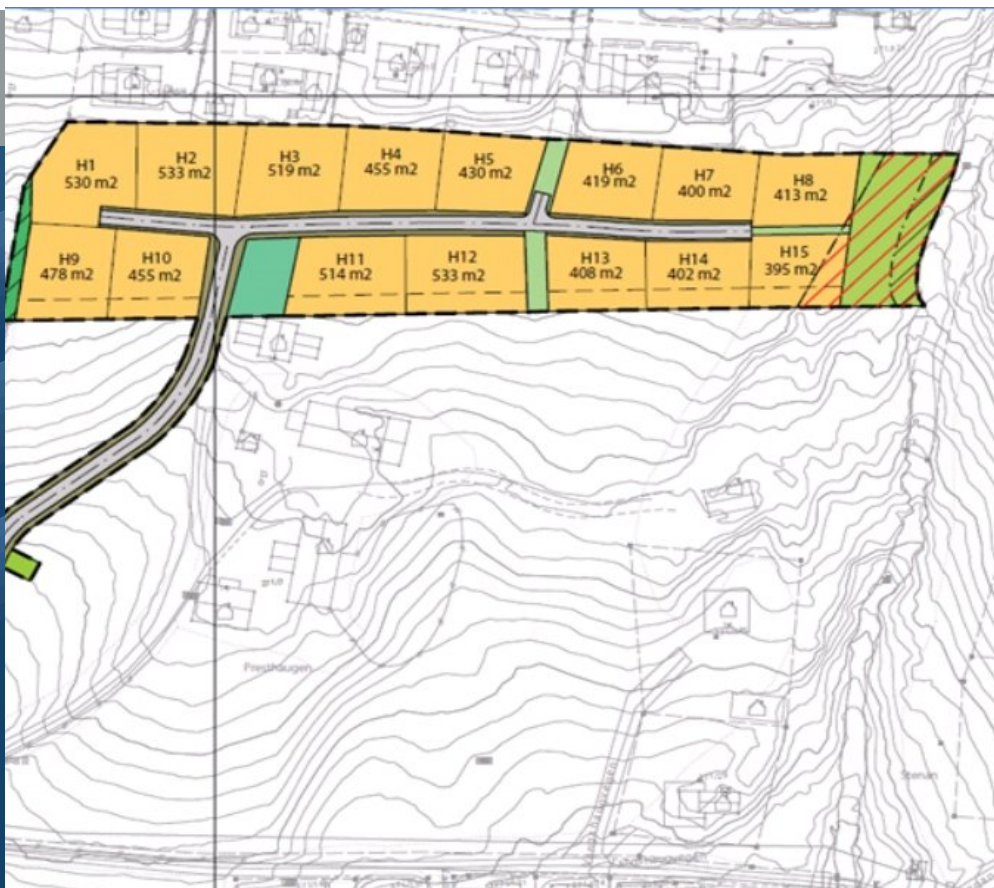 H1
530 m2
H2
533 m2
H3
519 m2
H4
455 m2
H5
430 m2
H6
419 m2
H7
400 m2
H8
413 m2
H9
478 m2
H10
455 m2
H11
514 m2
H12
533 m2
H13
408 m2
H14
402 m2
H15
395 m2
Presthaugen
Stenan